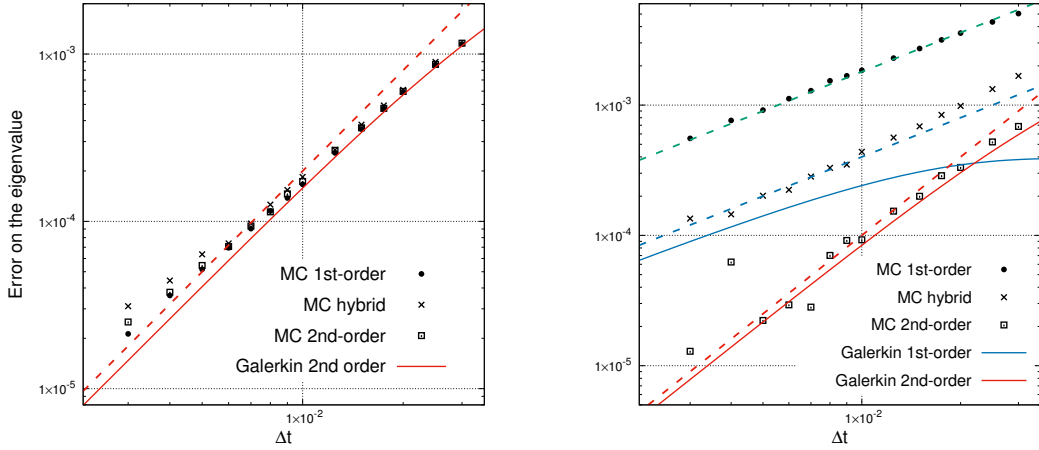 Error on the eigenvalue
1×10⁻³
1×10⁻⁴
1×10⁻⁵
MC 1st-order
MC hybrid
MC 2nd-order
Galerkin 2nd order
1×10⁻²
Δt
1×10⁻³
1×10⁻⁴
1×10⁻⁵
MC 1st-order
MC hybrid
MC 2nd-order
Galerkin 1st-order
Galerkin 2nd-order
1×10⁻²
Δt